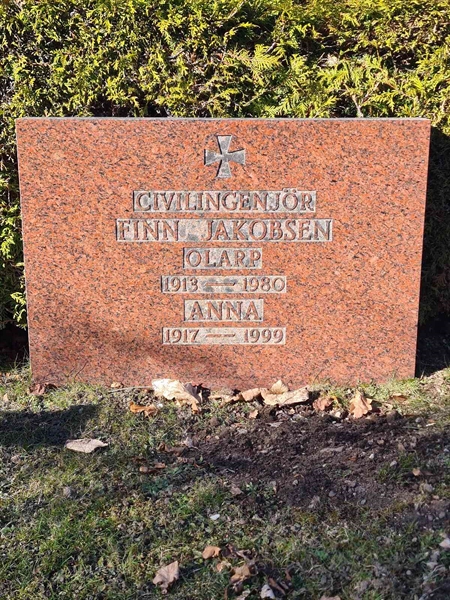 CIVILINGENJÖR
FINN JAKOBSEN
OLARP
1913 — 1980
ANNA
1917 — 1999